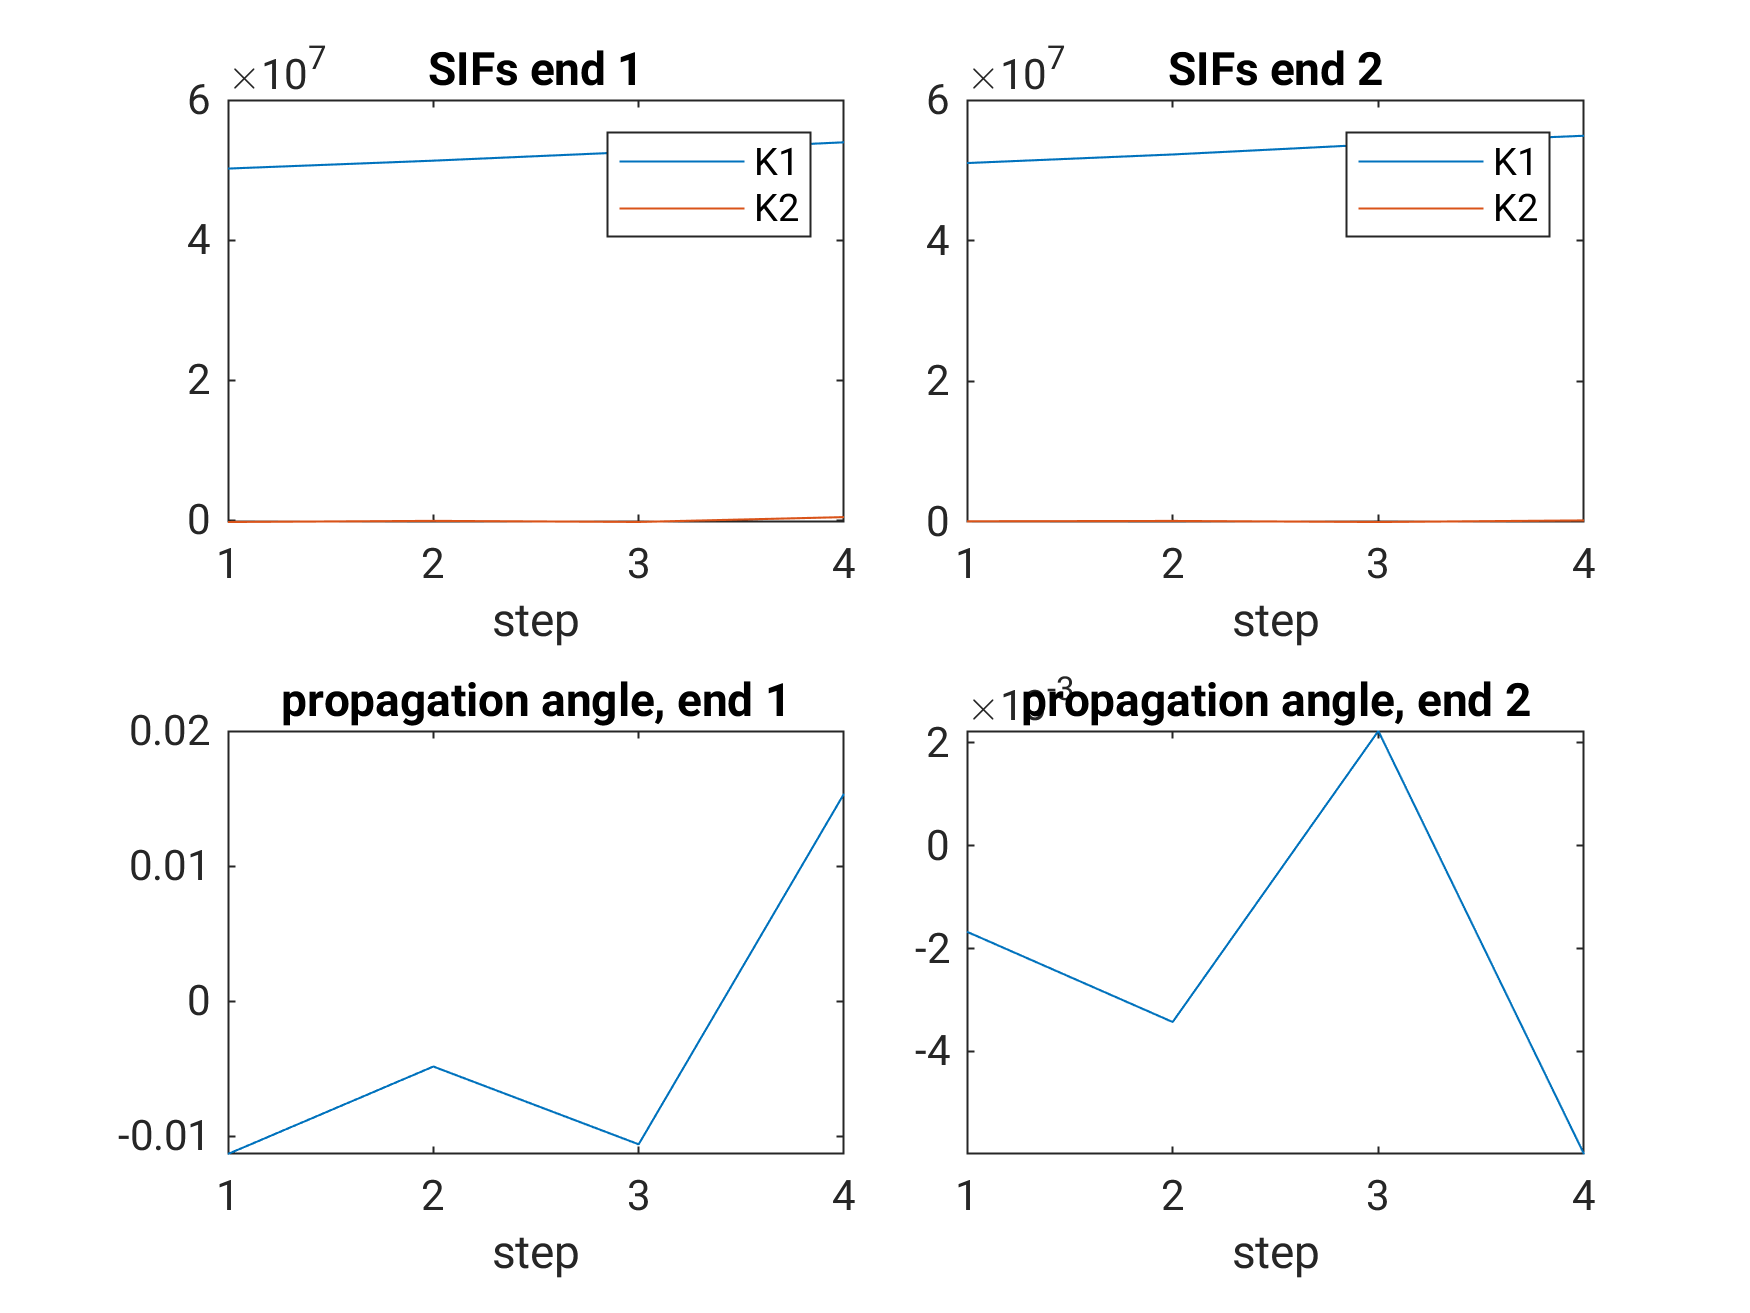 ×10^7
SIFs end 1
6
4
2
0
K1
K2
1 2 3 4
step
×10^7
SIFs end 2
6
4
2
0
K1
K2
1 2 3 4
step
propagation angle, end 1
0.02
0.01
0
-0.01
1 2 3 4
step
×10^-3
propagation angle, end 2
2
0
-2
-4
1 2 3 4
step